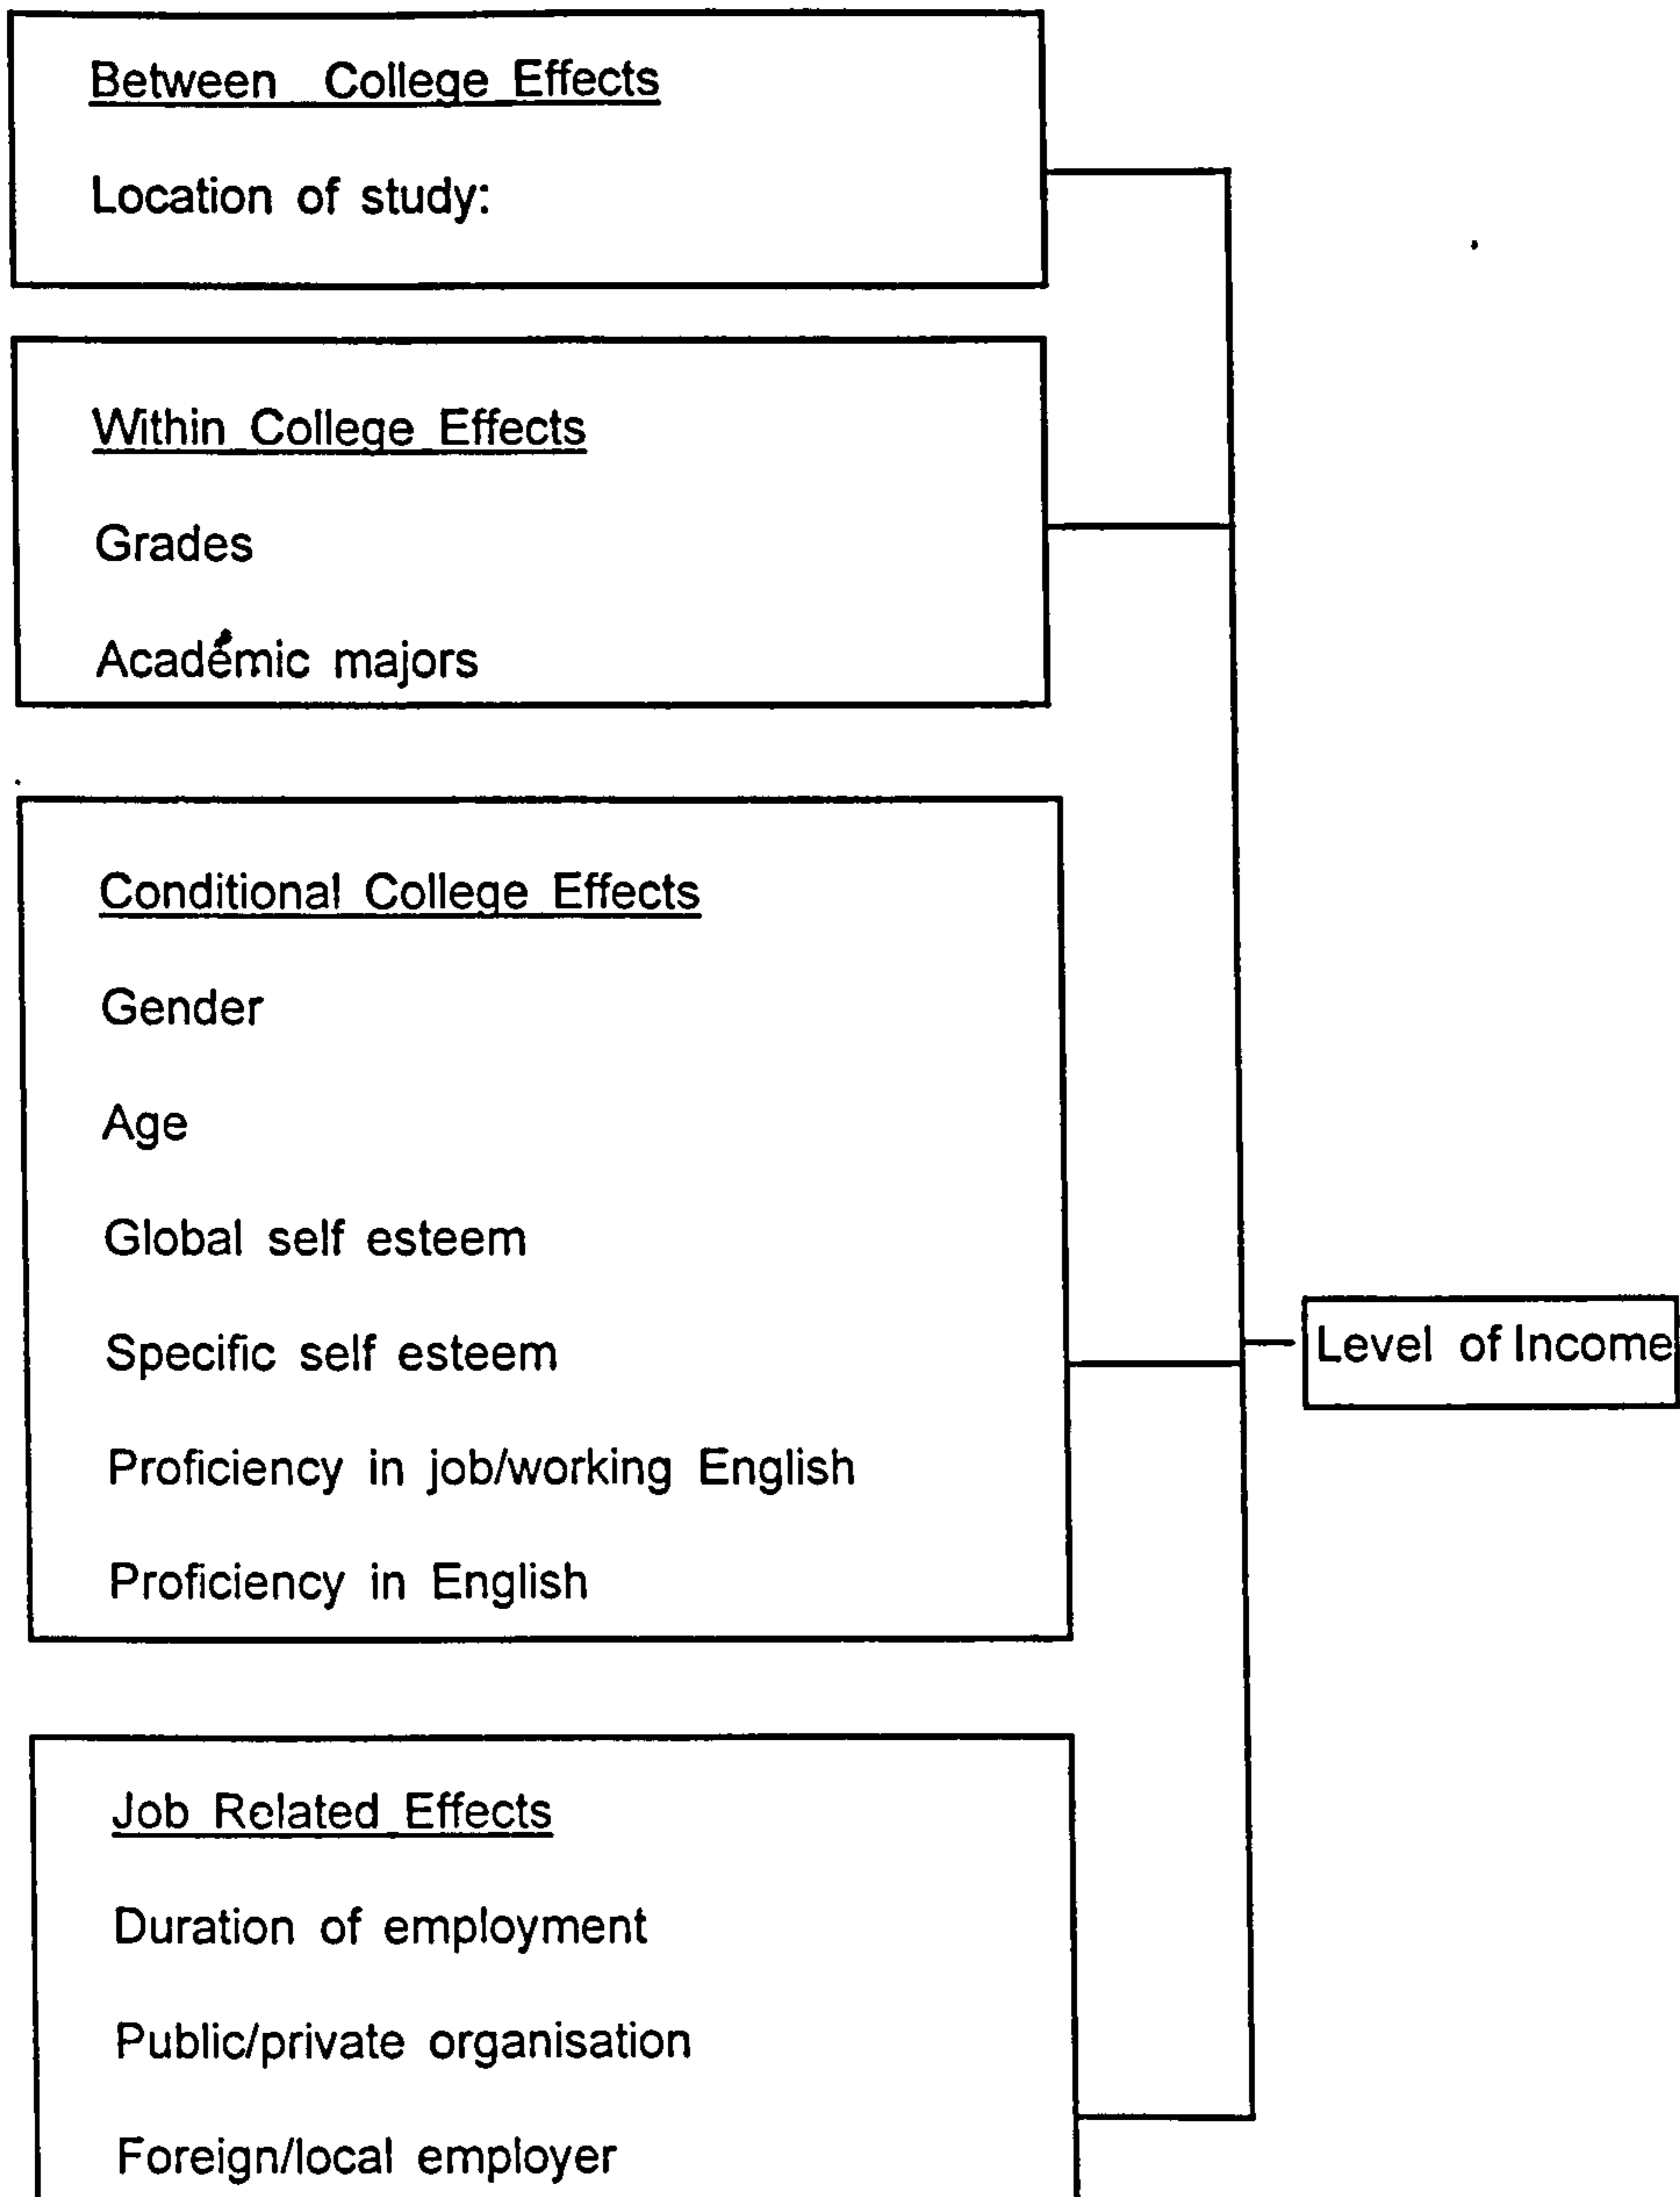 Between College Effects
Location of study:
Within College Effects
Grades
Academic majors
Conditional College Effects
Gender
Age
Global self esteem
Specific self esteem
Proficiency in job/working English
Proficiency in English
Level of Income
Job Related Effects
Duration of employment
Public/private organisation
Foreign/local employer